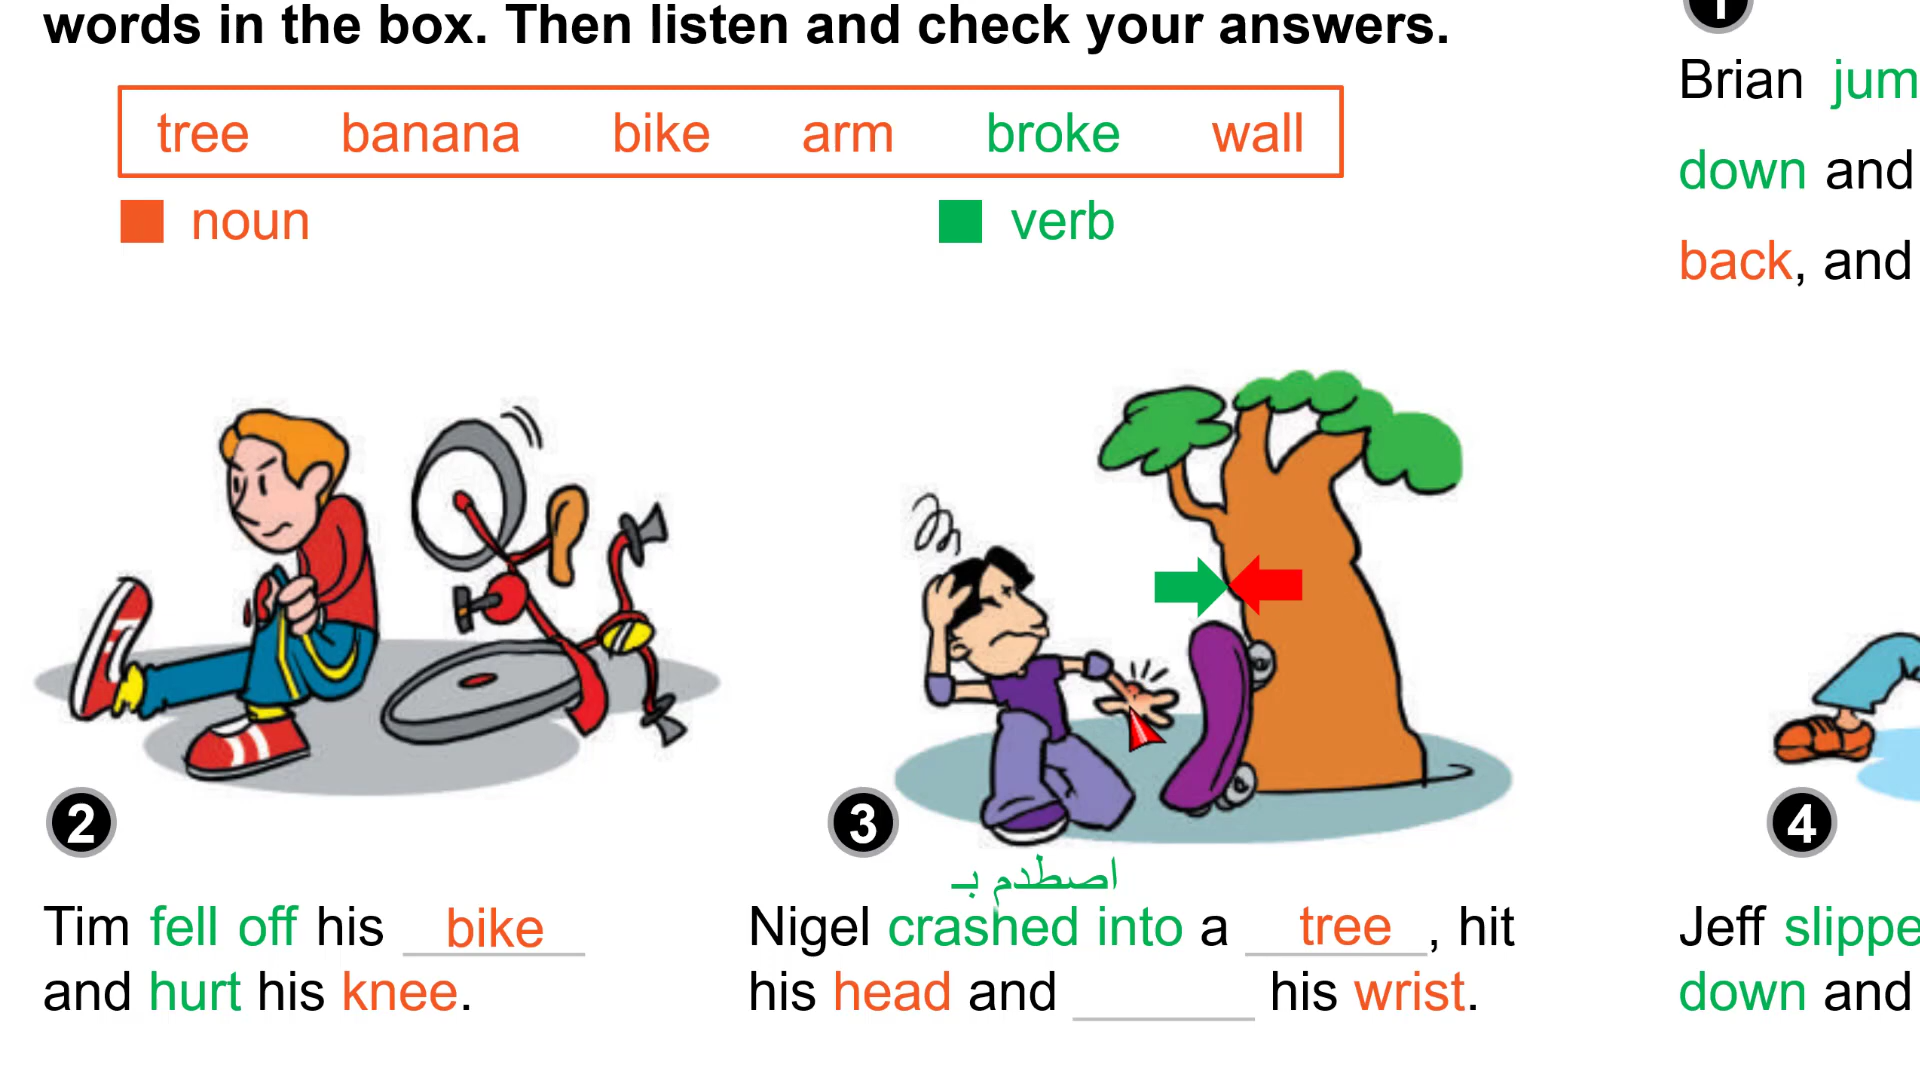 words in the box. Then listen and check your answers.
tree banana bike arm broke wall
noun verb
1
Brian jum
down and
back, and
2
Tim fell off his bike
and hurt his knee.
3
اصطدم بـ
Nigel crashed into a tree, hit
his head and ______ his wrist.
4
Jeff slippe
down and